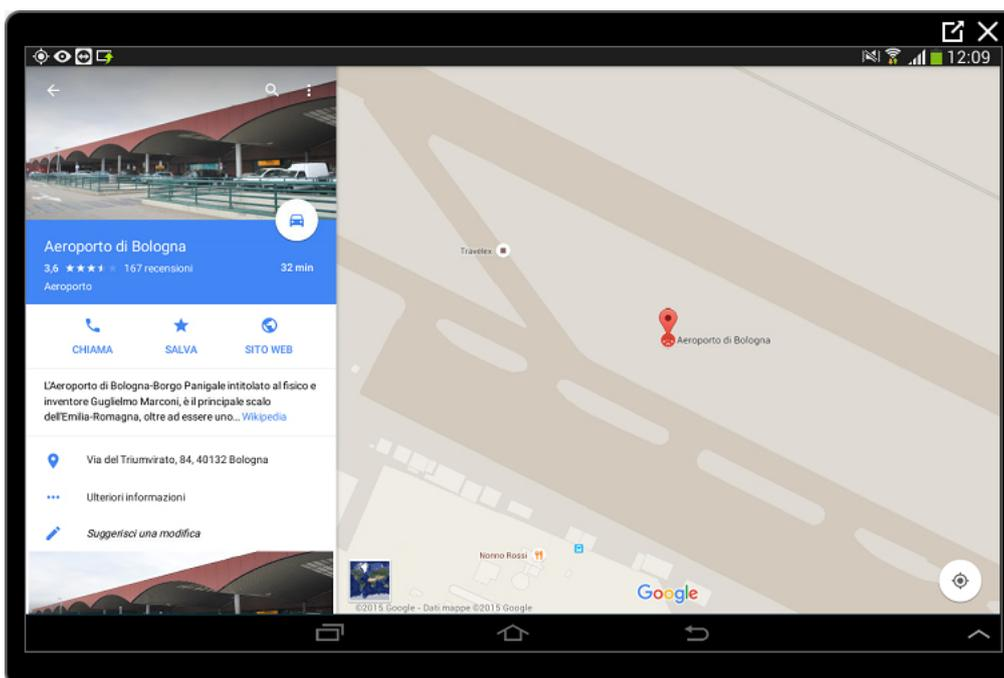 12:09
Aeroporto di Bologna
3,6 167 recensioni 32 min
Aeroporto
CHIAMA SALVA SITO WEB
L'Aeroporto di Bologna-Borgo Panigale intitolato al fisico e
inventore Guglielmo Marconi, è il principale scalo
dell'Emilia-Romagna, oltre ad essere uno... Wikipedia
Via del Triumvirato, 84, 40132 Bologna
Ulteriori informazioni
Suggerisci una modifica
Travelex
Aeroporto di Bologna
Nonno Rossi
Google
©2015 Google - Dati mappe ©2015 Google